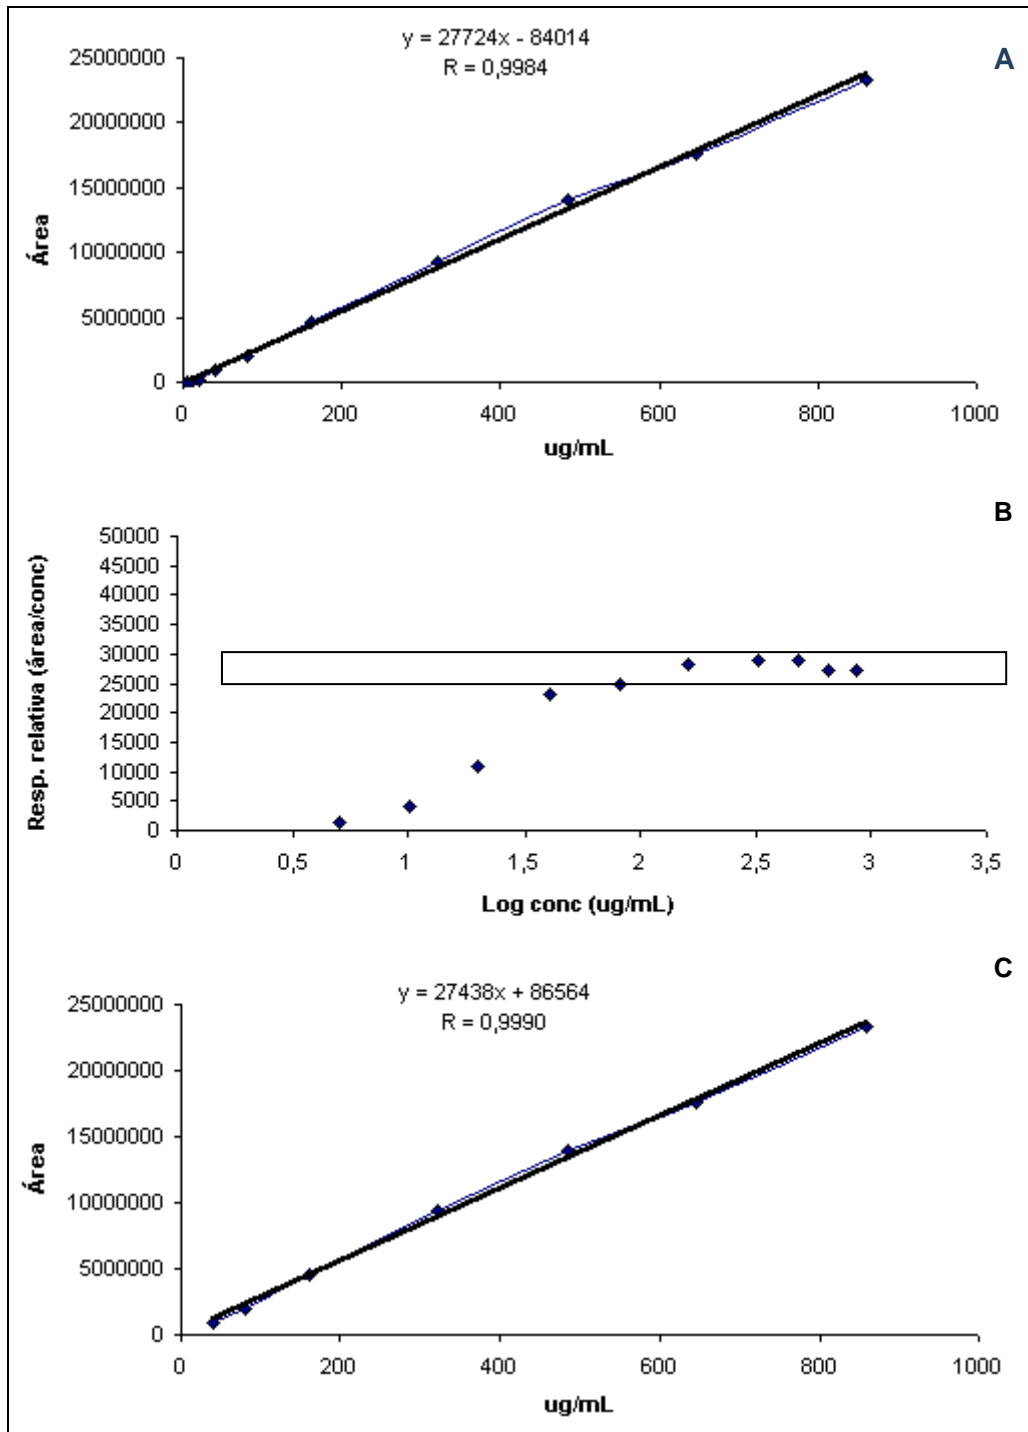 y = 27724x - 84014
R = 0,9984
A
25000000
20000000
15000000
10000000
5000000
0
Área
0 200 400 600 800 1000
ug/mL
B
50000
45000
40000
35000
30000
25000
20000
15000
10000
5000
0
Resp. relativa (área/conc)
0 0,5 1 1,5 2 2,5 3 3,5
Log conc (ug/mL)
C
y = 27438x + 86564
R = 0,9990
25000000
20000000
15000000
10000000
5000000
0
Área
0 200 400 600 800 1000
ug/mL